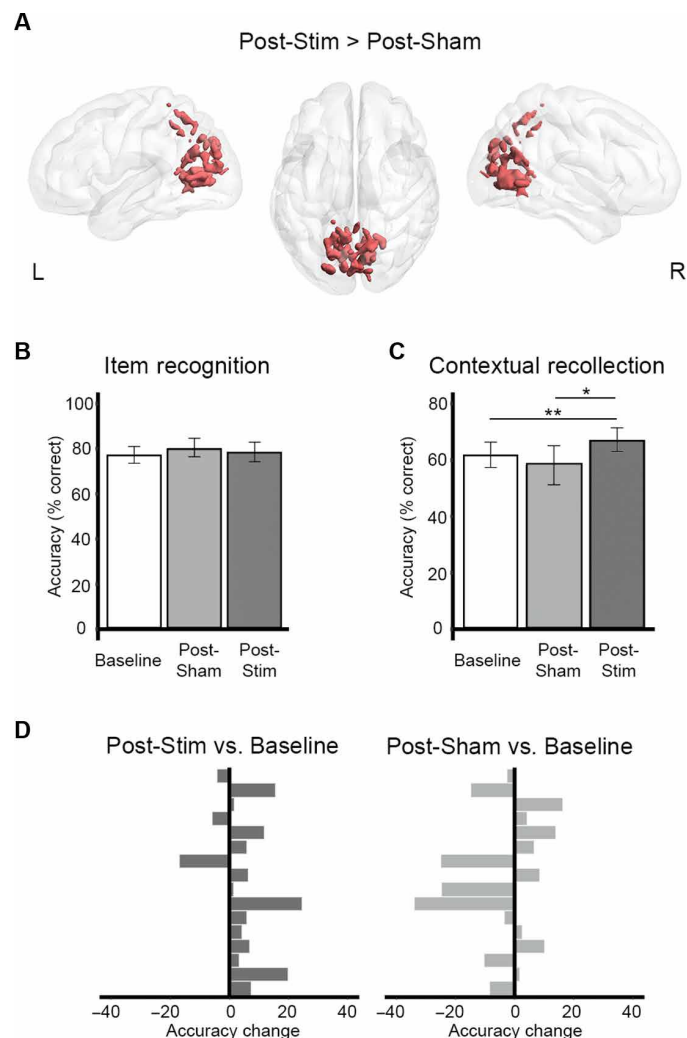 A
Post-Stim > Post-Sham
L
R
B
Item recognition
Accuracy (% correct)
100
80
60
40
20
0
Baseline
Post-
Sham
Post-
Stim
C
Contextual recollection
*
**
Accuracy (% correct)
80
60
40
20
0
Baseline
Post-
Sham
Post-
Stim
D
Post-Stim vs. Baseline
−40 −20 0 20 40
Accuracy change
Post-Sham vs. Baseline
−40 −20 0 20 40
Accuracy change